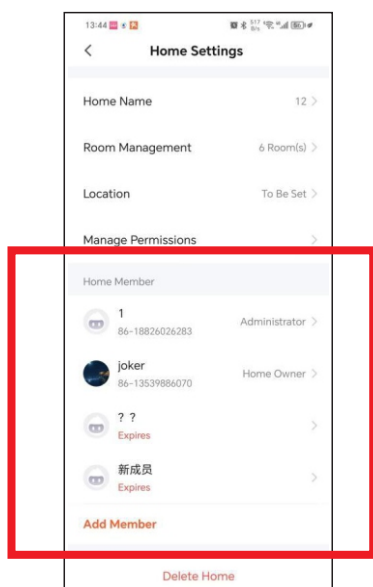 13:44
Home Settings
Home Name 12
Room Management 6 Room(s)
Location To Be Set
Manage Permissions
Home Member
1
86-18826026283 Administrator
joker
86-13539886070 Home Owner
? ?
Expires
新成员
Expires
Add Member
Delete Home